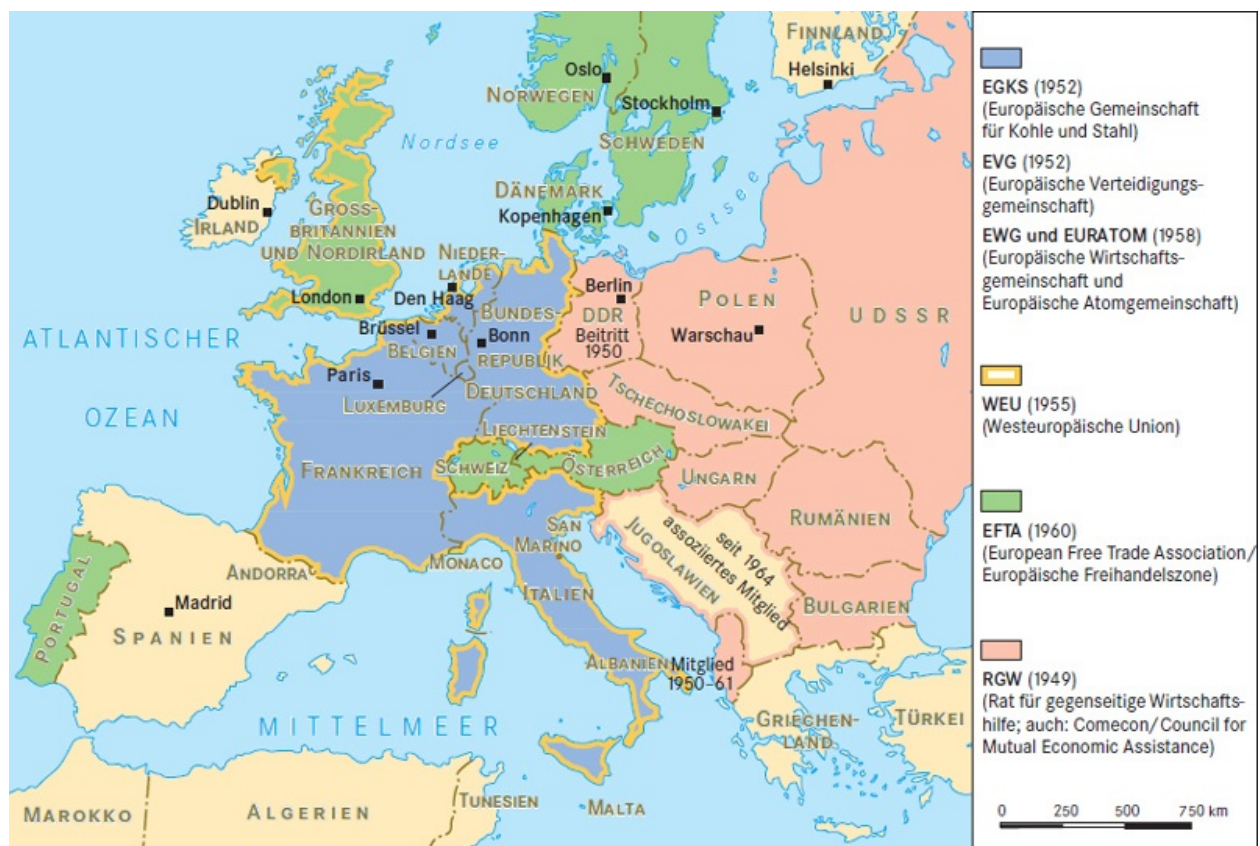 FINNLAND
Helsinki
Oslo
NORWEGEN
Stockholm
SCHWEDEN
Nordsee
DÄNEMARK
Kopenhagen
Ostsee
Dublin
IRLAND
GROSS-
BRITANNIEN
UND NORDIRLAND
London
NIEDER-
LANDE
Den Haag
Brüssel
BELGIEN
BUNDES-
REPUBLIK
DEUTSCHLAND
Bonn
Berlin
DDR
Beitritt
1950
POLEN
Warschau
UDSSR
ATLANTISCHER
OZEAN
Paris
LUXEMBURG
TSCHECHOSLOWAKEI
LIECHTENSTEIN
FRANKREICH
SCHWEIZ
ÖSTERREICH
UNGARN
RUMÄNIEN
SAN
MARINO
MONACO
JUGOSLAWIEN
seit 1964
assoziiertes Mitglied
ANDORRA
ITALIEN
BULGARIEN
PORTUGAL
Madrid
SPANIEN
ALBANIEN
Mitglied
1950–61
MITTELMEER
GRIECHEN-
LAND
TÜRKEI
MAROKKO
ALGERIEN
TUNESIEN
MALTA
EGKS (1952)
(Europäische Gemeinschaft
für Kohle und Stahl)
EVG (1952)
(Europäische Verteidigungs-
gemeinschaft)
EWG und EURATOM (1958)
(Europäische Wirtschafts-
gemeinschaft und
Europäische Atomgemeinschaft)
WEU (1955)
(Westeuropäische Union)
EFTA (1960)
(European Free Trade Association/
Europäische Freihandelszone)
RGW (1949)
(Rat für gegenseitige Wirtschafts-
hilfe; auch: Comecon/Council for
Mutual Economic Assistance)
0 250 500 750 km